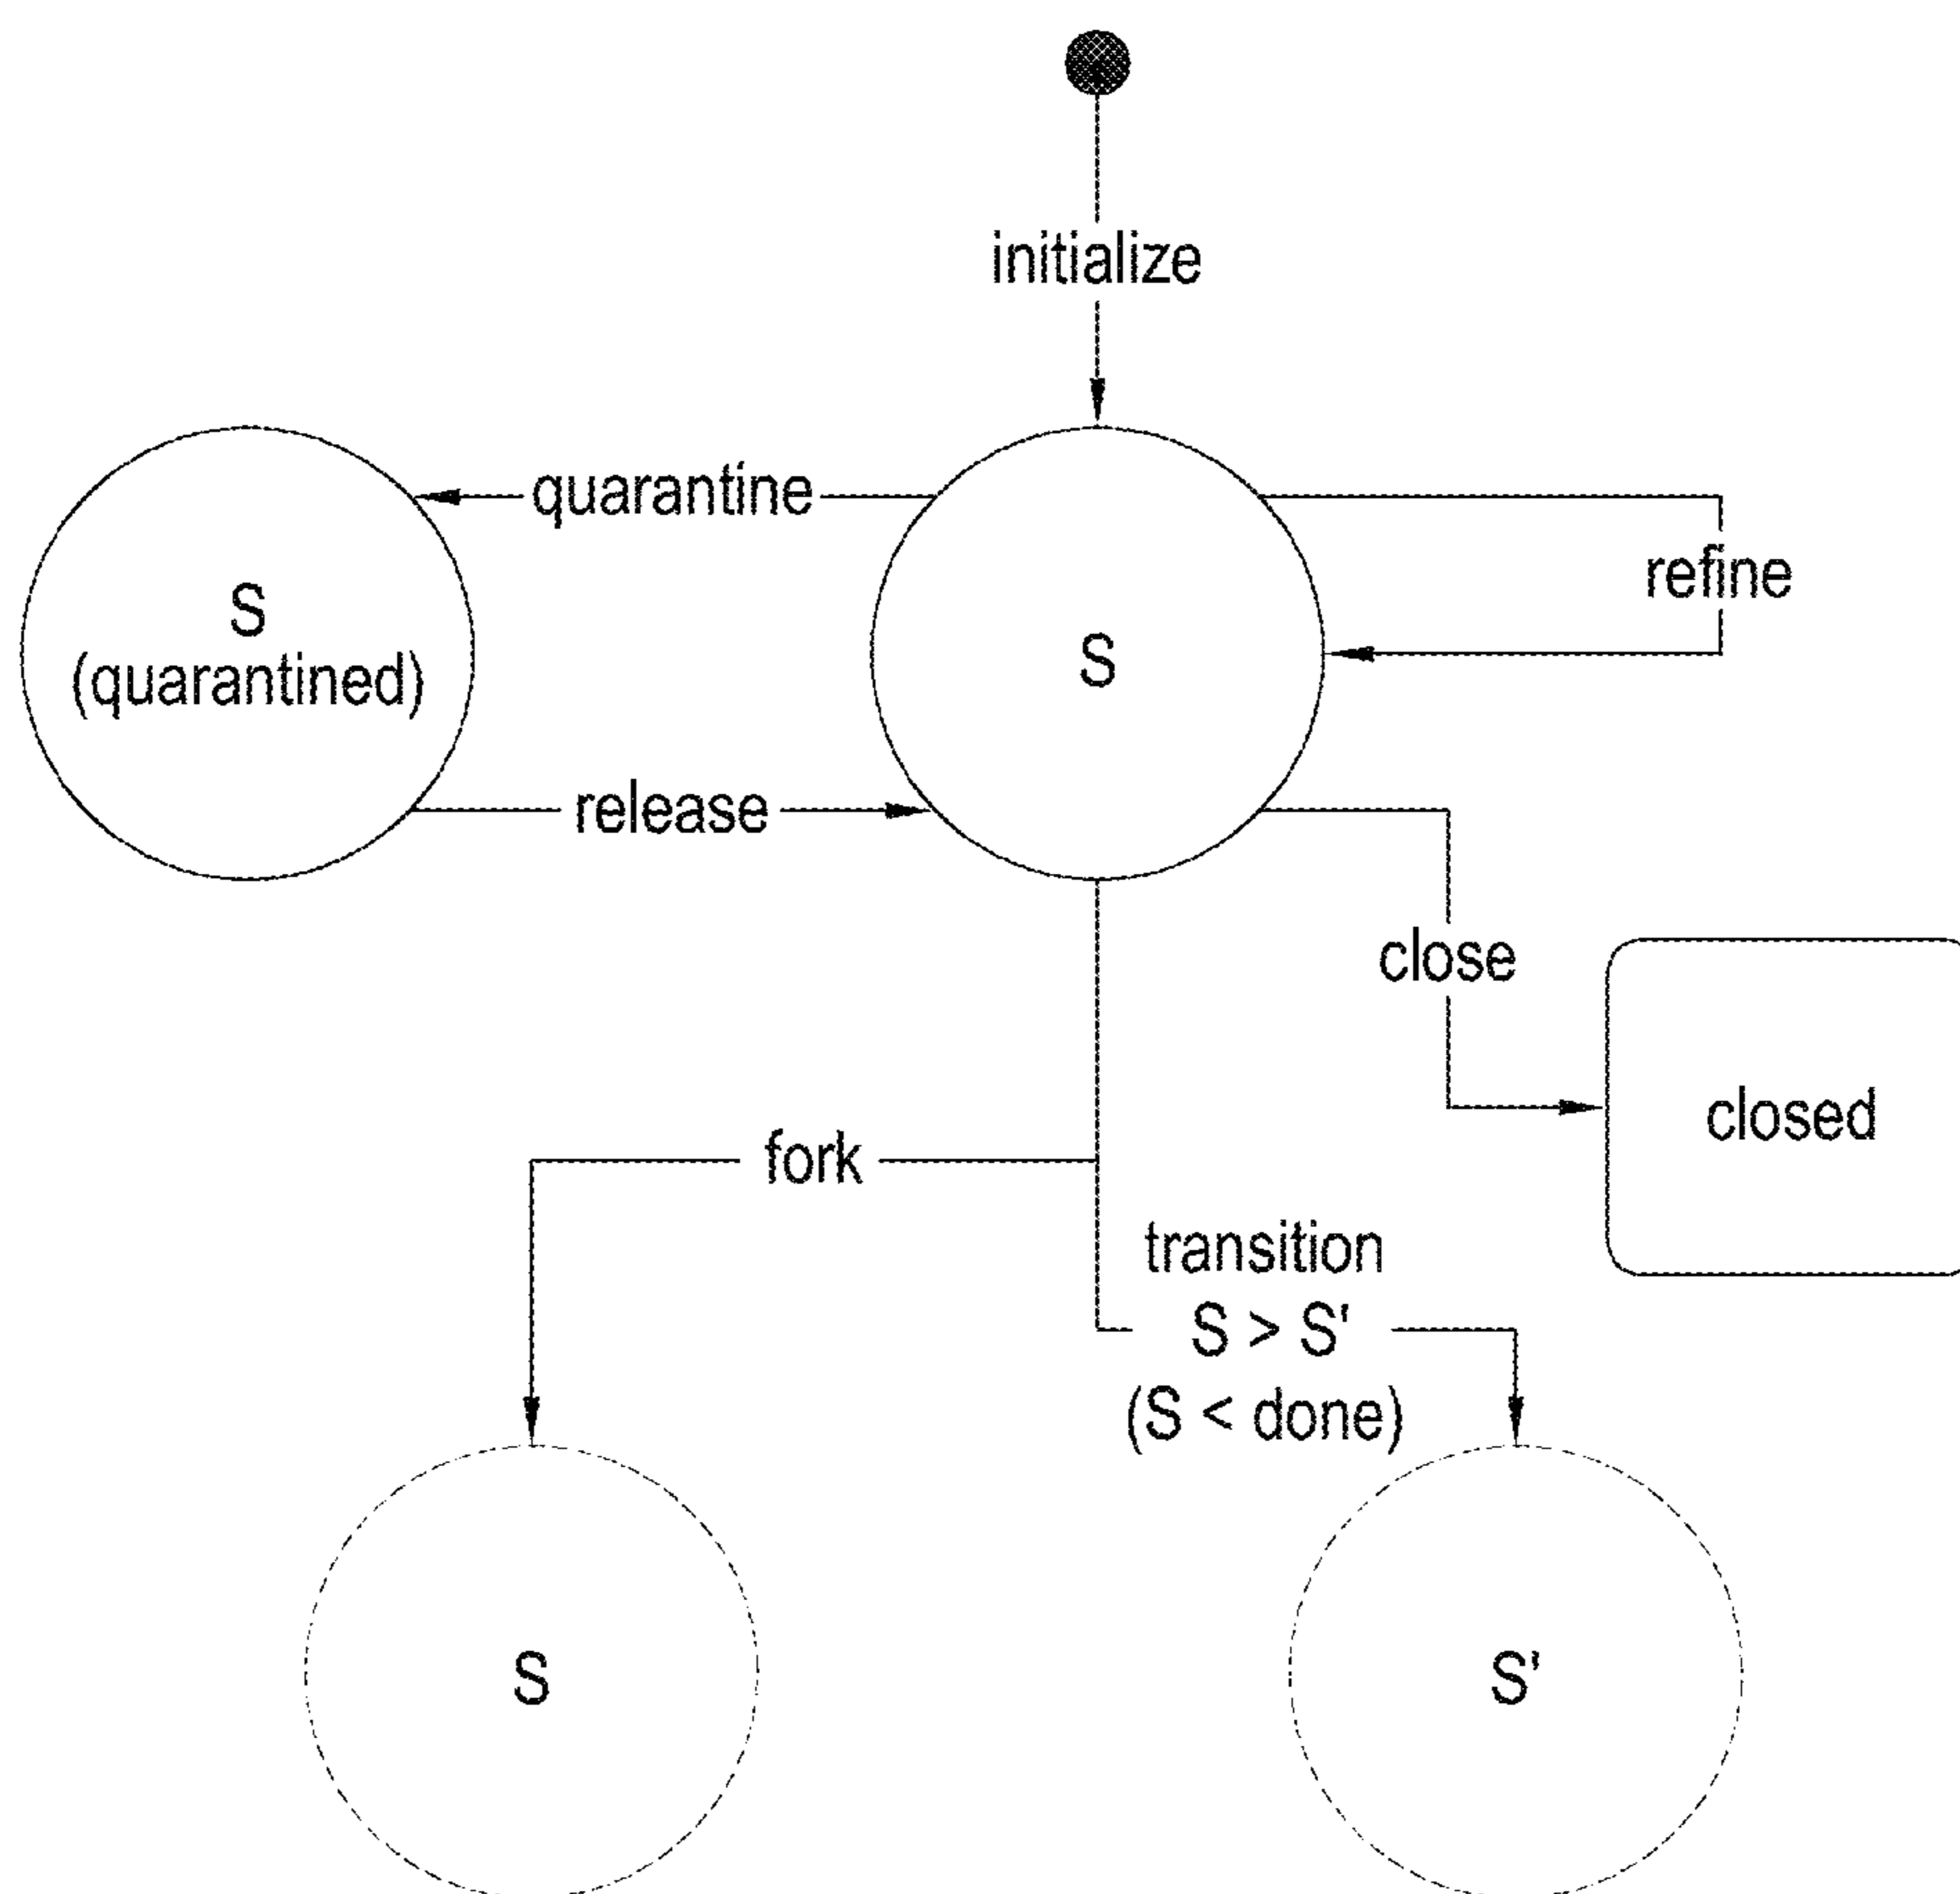 initialize
quarantine
refine
S
(quarantined)
S
release
close
closed
fork
transition
S > S'
(S < done)
S
S'